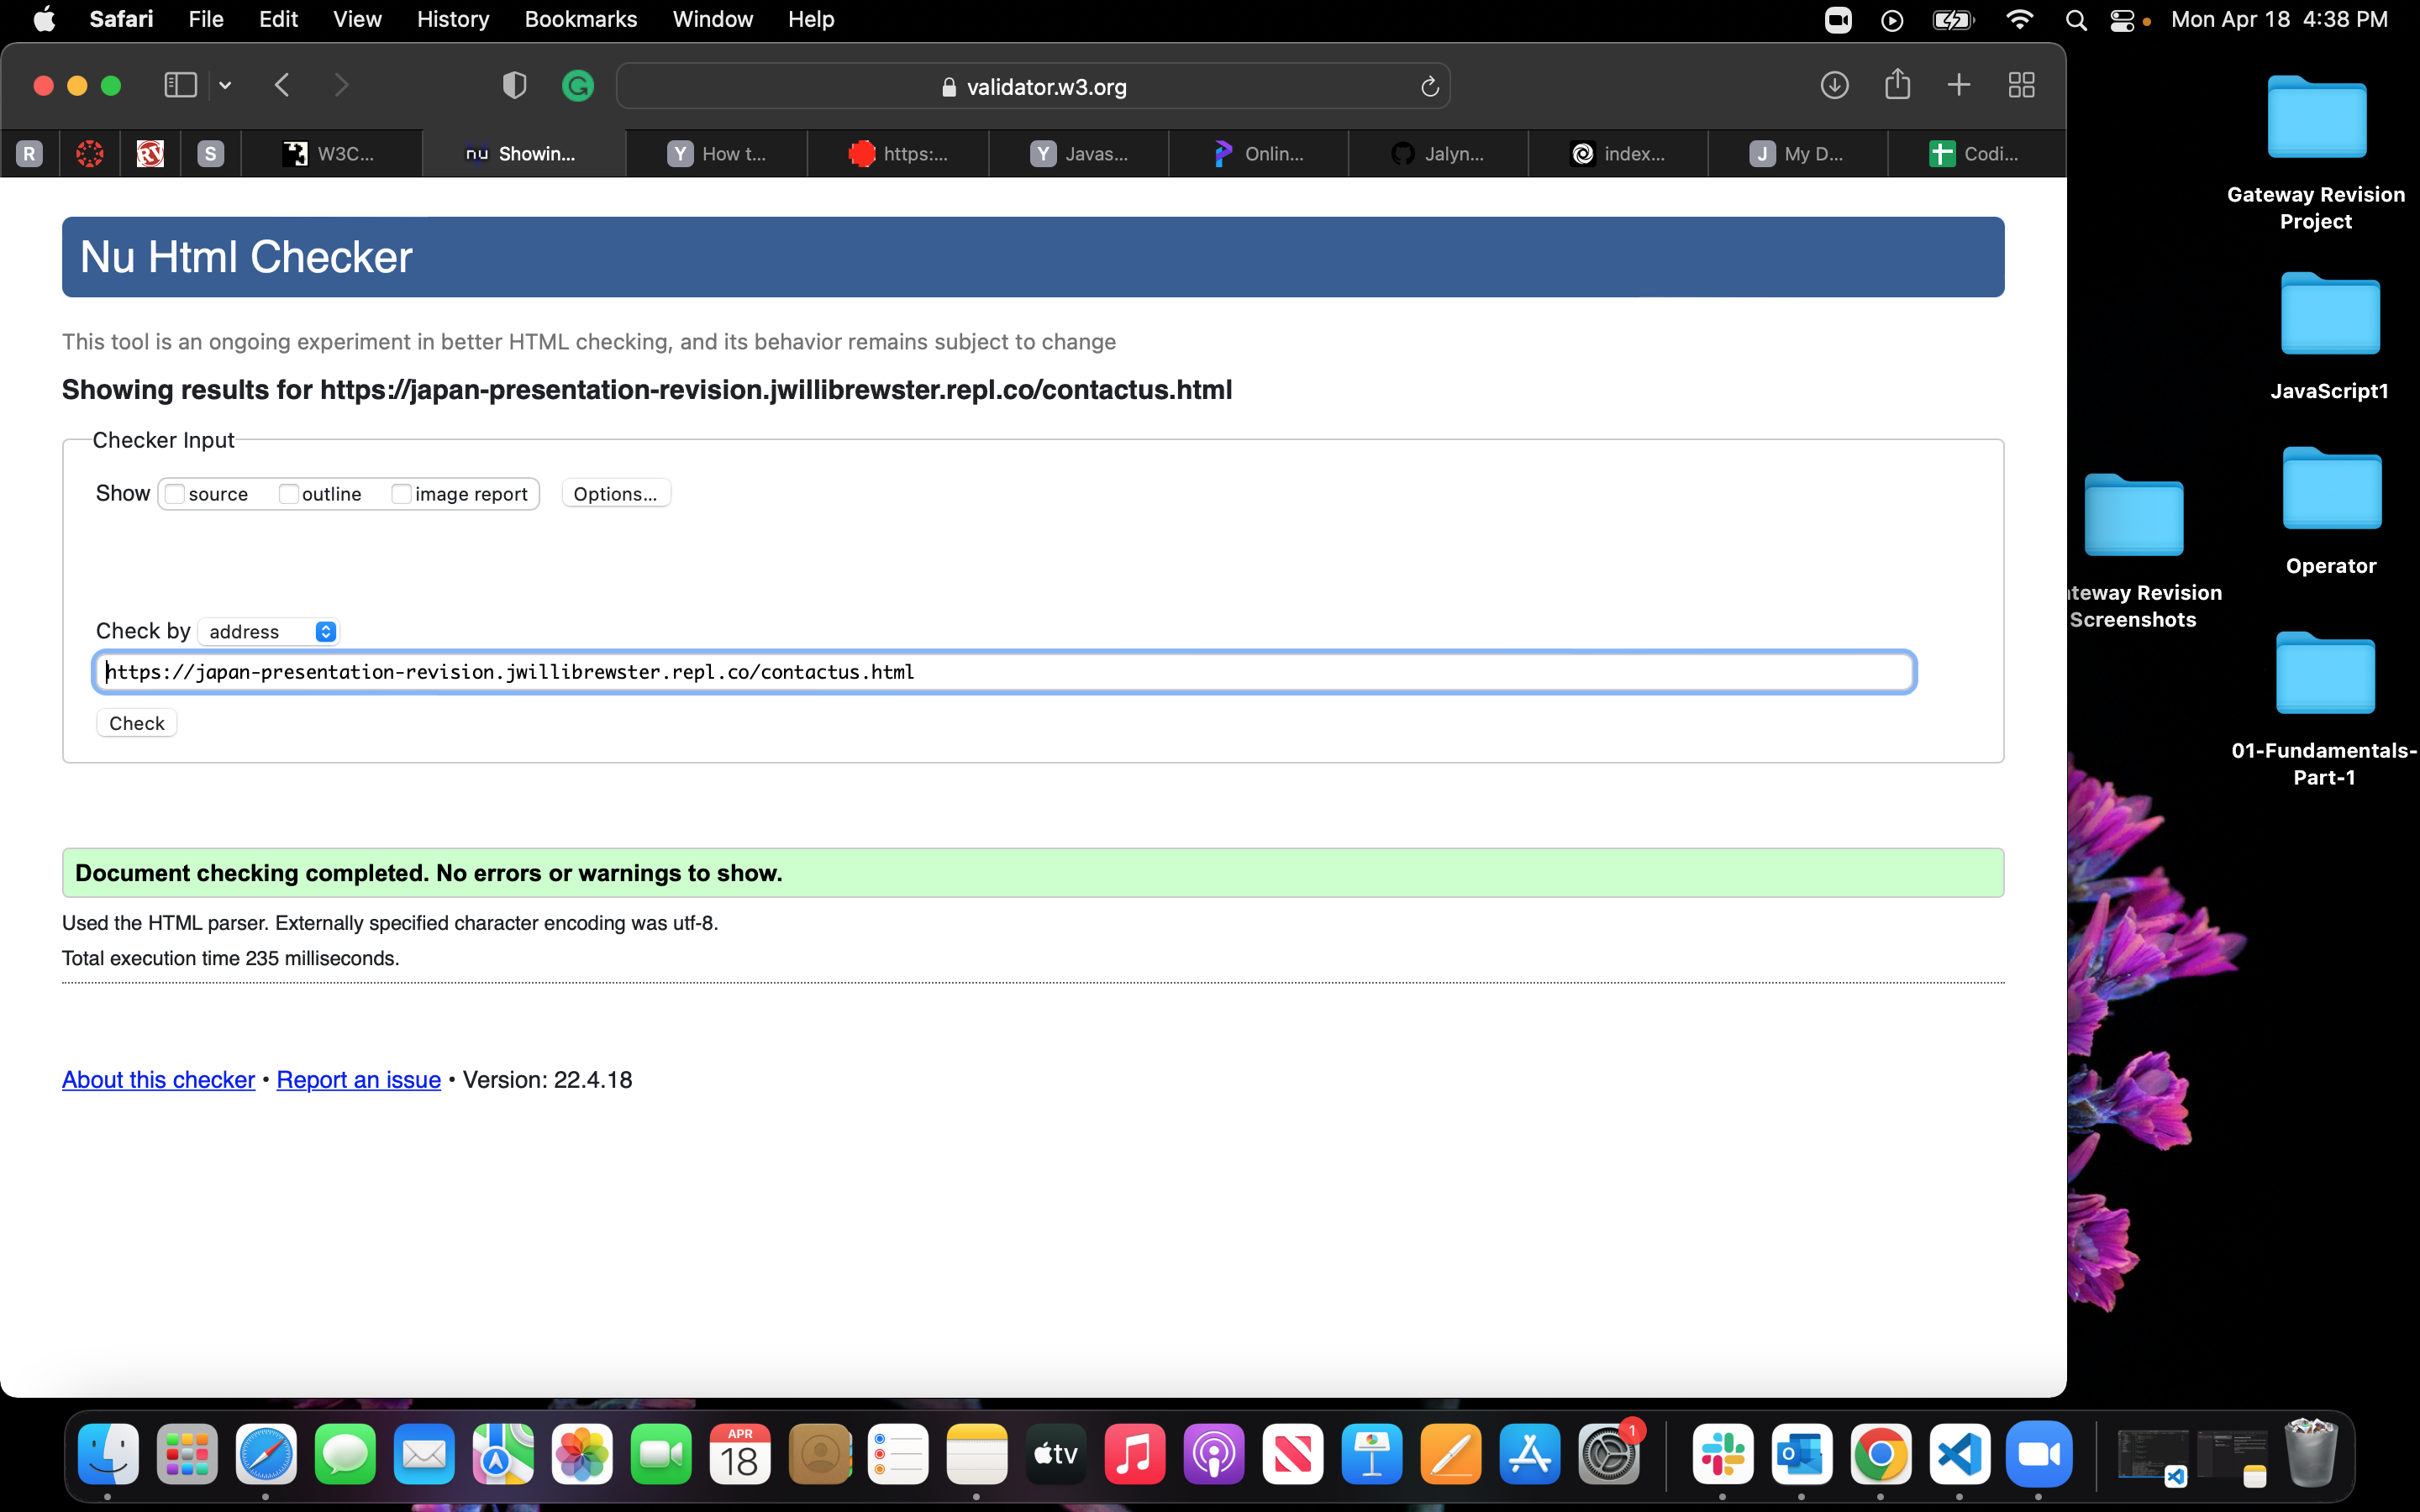 Safari File Edit View History Bookmarks Window Help Mon Apr 18 4:38 PM
validator.w3.org
R S W3C... nu Showin... Y How t... https:... Y Javas... Onlin... Jalyn... index... J My D... Codi...
Nu Html Checker
This tool is an ongoing experiment in better HTML checking, and its behavior remains subject to change
Showing results for https://japan-presentation-revision.jwillibrewster.repl.co/contactus.html
Checker Input
Show source outline image report Options...
Check by address
https://japan-presentation-revision.jwillibrewster.repl.co/contactus.html
Check
Document checking completed. No errors or warnings to show.
Used the HTML parser. Externally specified character encoding was utf-8.
Total execution time 235 milliseconds.
About this checker • Report an issue • Version: 22.4.18
Gateway Revision
Project
JavaScript1
Operator
teway Revision
Screenshots
01-Fundamentals-
Part-1
APR
18
tv
1